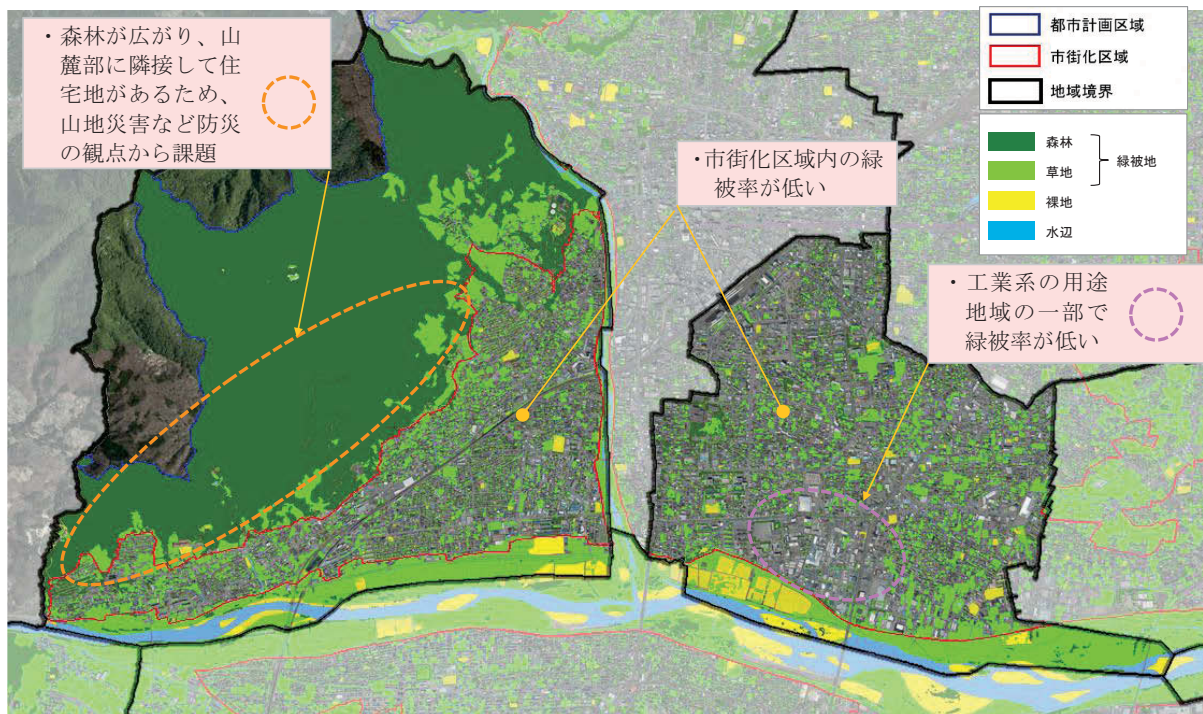 ・森林が広がり、山
麓部に隣接して住
宅地があるため、
山地災害など防災
の観点から課題
・市街化区域内の緑
被率が低い
都市計画区域
市街化区域
地域境界
森林
草地
緑被地
裸地
水辺
・工業系の用途
地域の一部で
緑被率が低い